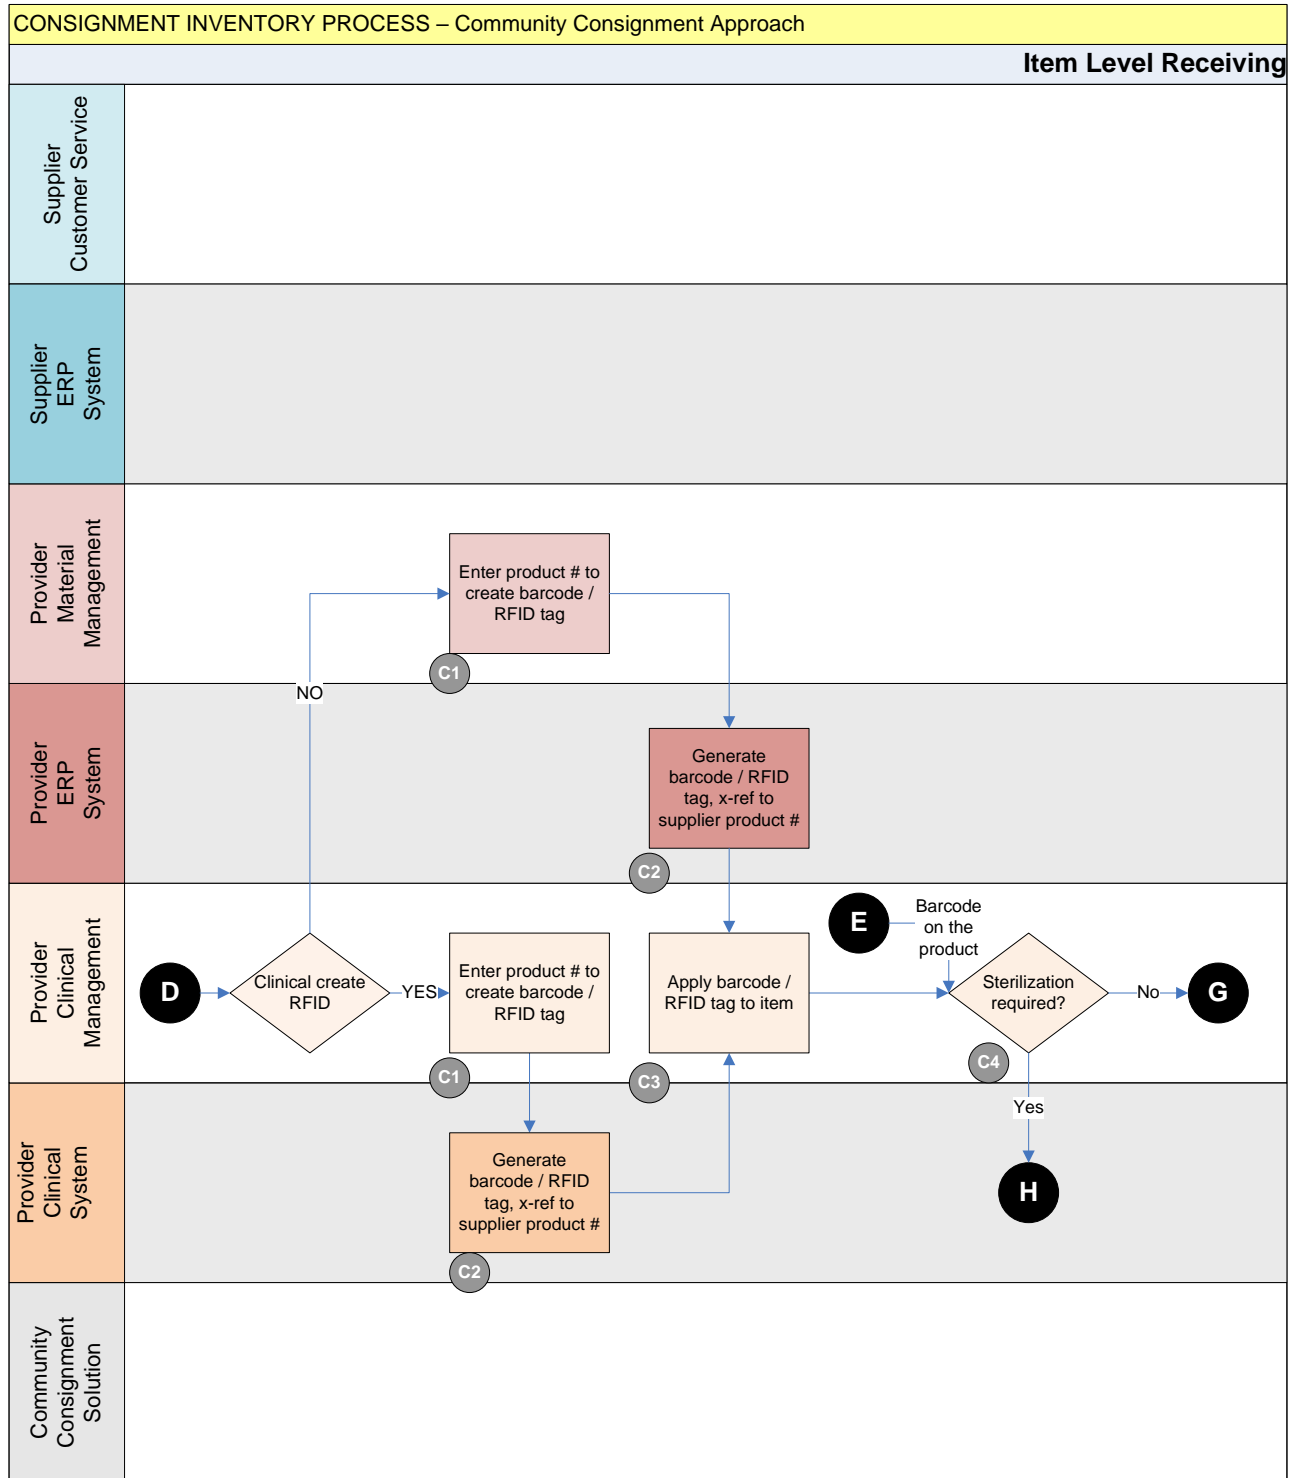 CONSIGNMENT INVENTORY PROCESS – Community Consignment Approach
Item Level Receiving
Supplier
Customer Service
Supplier
ERP
System
Provider
Material
Management
Enter product # to
create barcode /
RFID tag
C1
NO
Provider
ERP
System
Generate
barcode / RFID
tag, x-ref to
supplier product #
C2
Provider
Clinical
Management
D
Clinical create
RFID
YES
Enter product # to
create barcode /
RFID tag
C1
Apply barcode /
RFID tag to item
C3
E
Barcode
on the
product
Sterilization
required?
C4
No
G
Provider
Clinical
System
Generate
barcode / RFID
tag, x-ref to
supplier product #
C2
Yes
H
Community
Consignment
Solution